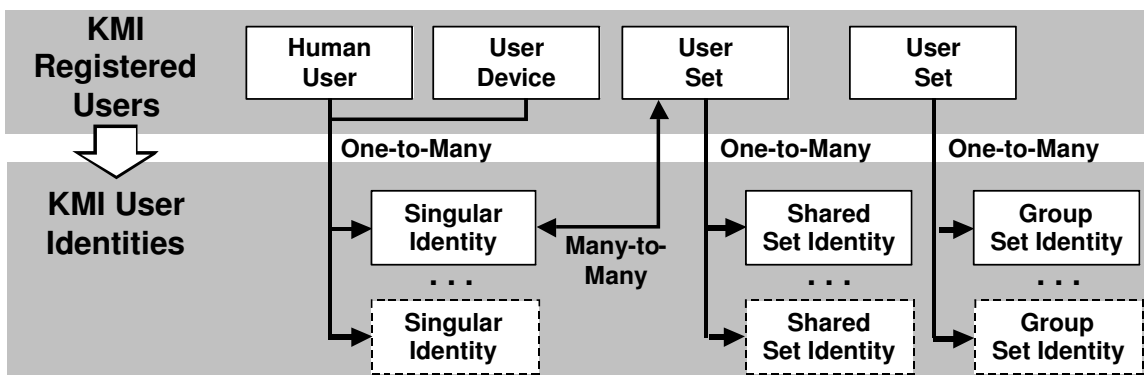 KMI
Registered
Users
Human
User
User
Device
User
Set
User
Set
One-to-Many
One-to-Many
One-to-Many
KMI User
Identities
Singular
Identity
Many-to-
Many
Shared
Set Identity
Group
Set Identity
. . .
. . .
. . .
Singular
Identity
Shared
Set Identity
Group
Set Identity